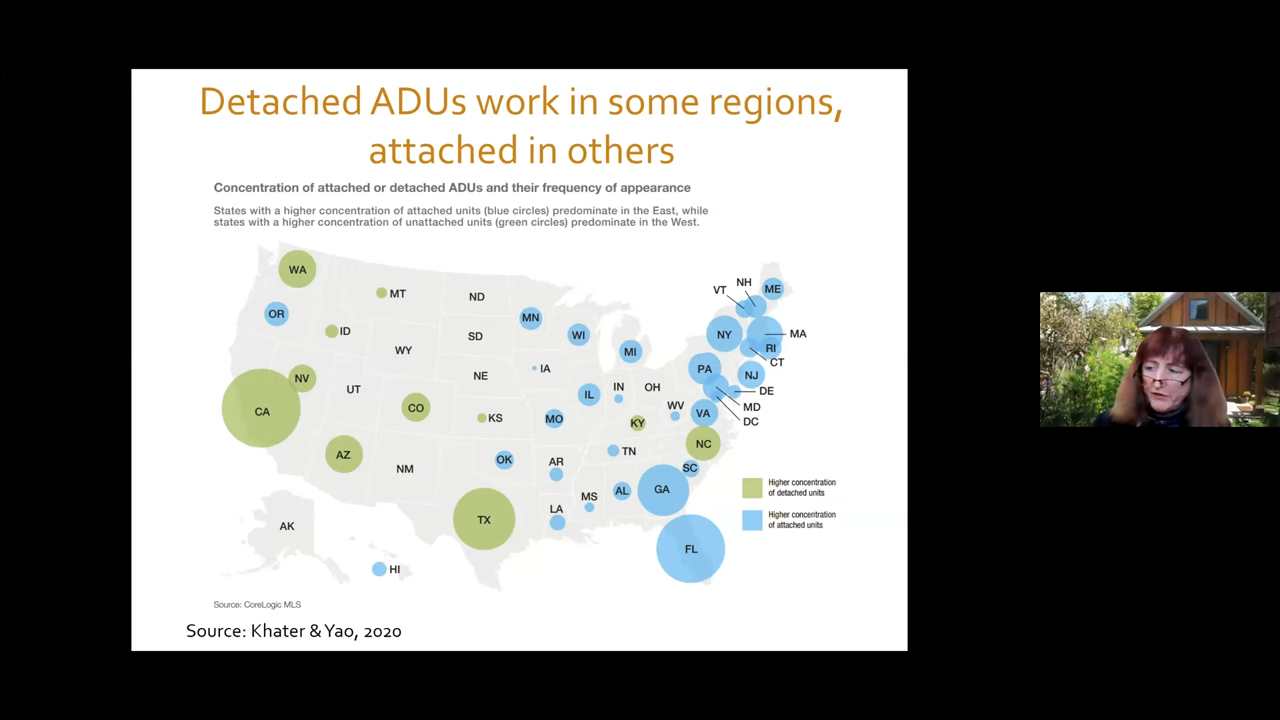 Detached ADUs work in some regions,
attached in others
Concentration of attached or detached ADUs and their frequency of appearance
States with a higher concentration of attached units (blue circles) predominate in the East, while
states with a higher concentration of unattached units (green circles) predominate in the West.
WA
MT
ND
MN
VT
NH
ME
OR
ID
SD
WI
NY
MA
WY
MI
RI
CT
NV
UT
NE
IA
PA
NJ
CA
CO
KS
IL
IN
OH
DE
MO
KY
WV
VA
MD
DC
AZ
NM
OK
AR
TN
NC
SC
TX
LA
MS
AL
GA
AK
FL
HI
Higher concentration
of detached units
Higher concentration
of attached units
Source: CoreLogic MLS
Source: Khater & Yao, 2020